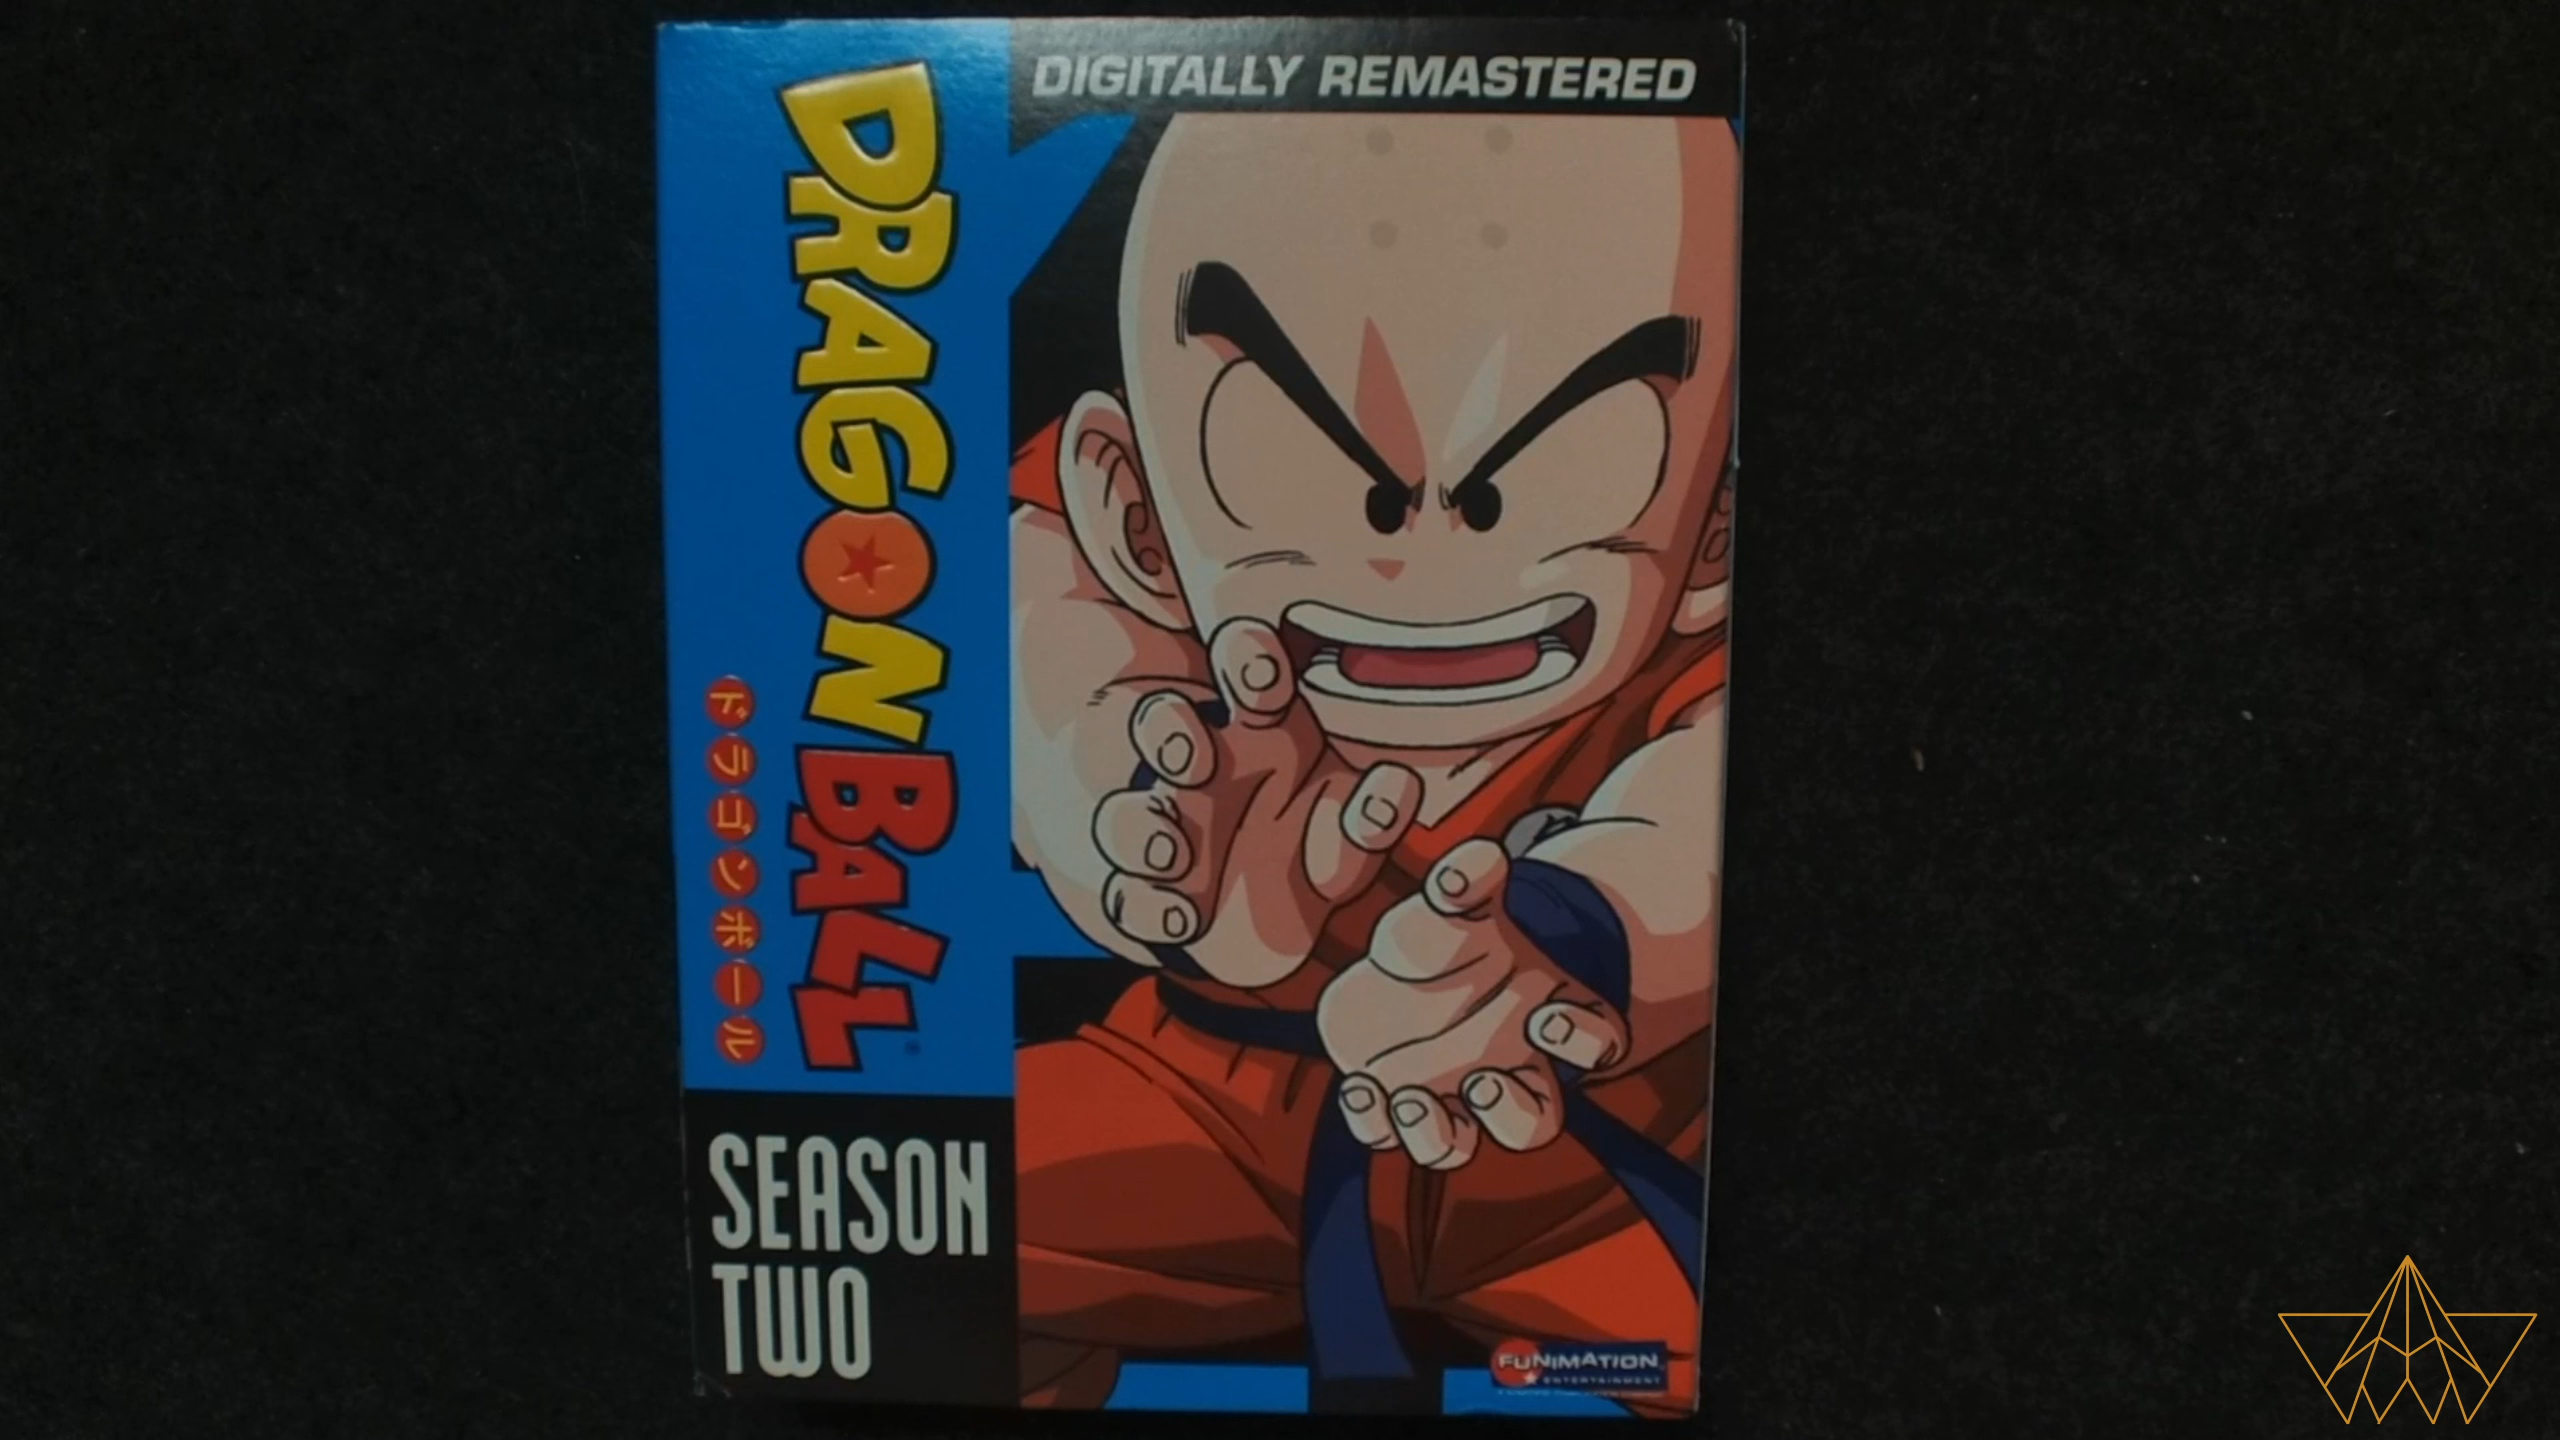 DIGITALLY REMASTERED
DRAGON BALL
ドラゴンボール
SEASON
TWO
FUNIMATION
ENTERTAINMENT